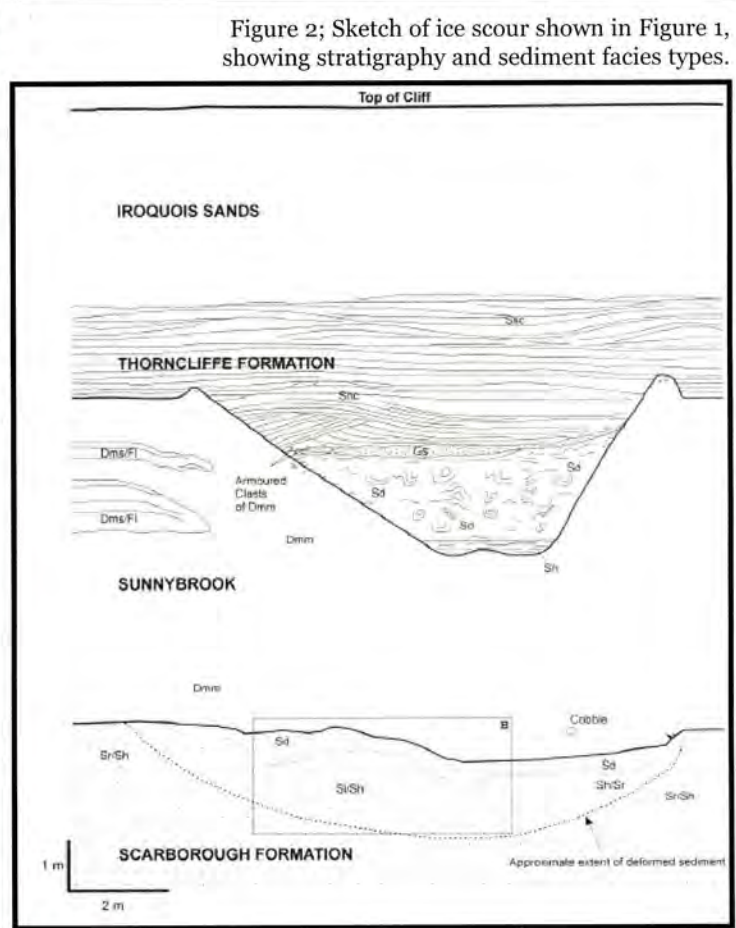 Figure 2; Sketch of ice scour shown in Figure 1,
showing stratigraphy and sediment facies types.
Top of Cliff
IROQUOIS SANDS
Ssc
THORNCLIFFE FORMATION
Shc
Dms/Fl
Gs
Sd
Armoured
Clasts
of Dmm
Sd
Dms/Fl
Sd
Dmm
Sh
SUNNYBROOK
Dmm
B
Cobble
Sd
Sr/Sh
Sd
Sl/Sh
Sh/Sr
Sr/Sh
SCARBOROUGH FORMATION
Approximate extent of deformed sediment
1 m
2 m